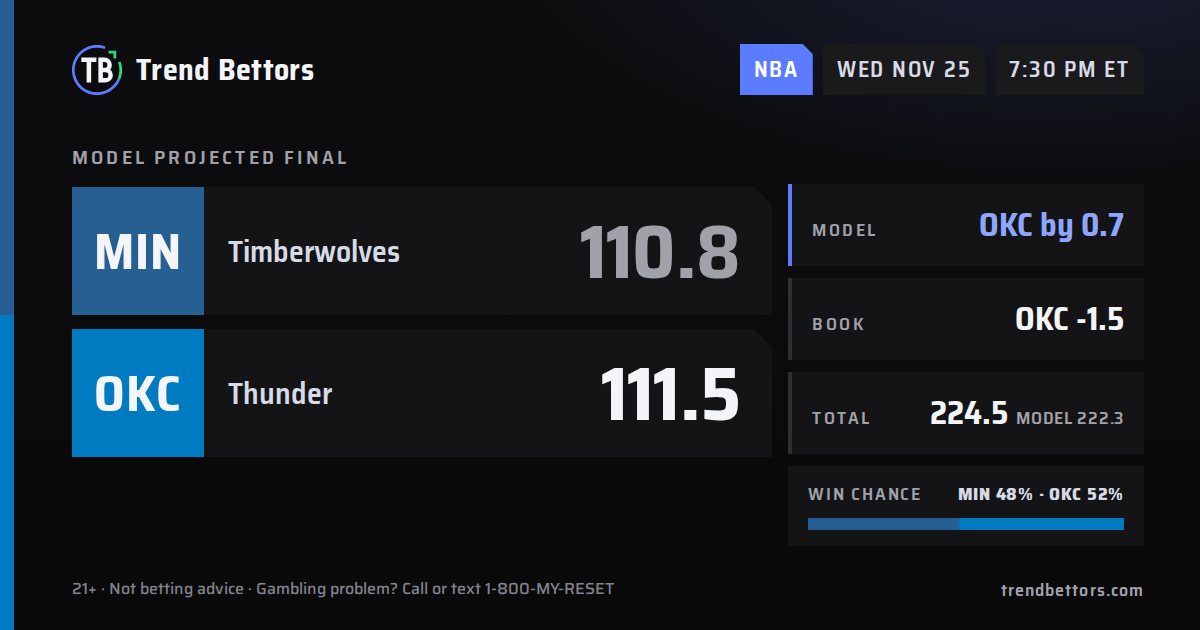 TB Trend Bettors
NBA WED NOV 25 7:30 PM ET
MODEL PROJECTED FINAL
MIN Timberwolves 110.8
OKC Thunder 111.5
MODEL OKC by 0.7
BOOK OKC -1.5
TOTAL 224.5 MODEL 222.3
WIN CHANCE MIN 48% · OKC 52%
21+ · Not betting advice · Gambling problem? Call or text 1-800-MY-RESET
trendbettors.com